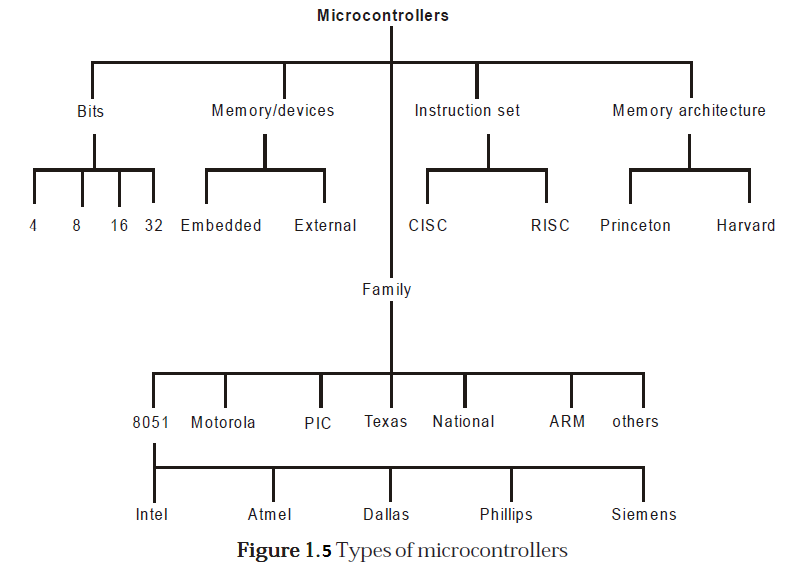 Microcontrollers
Bits Memory/devices Instruction set Memory architecture
4 8 16 32 Embedded External CISC RISC Princeton Harvard
Family
8051 Motorola PIC Texas National ARM others
Intel Atmel Dallas Phillips Siemens
Figure 1.5 Types of microcontrollers